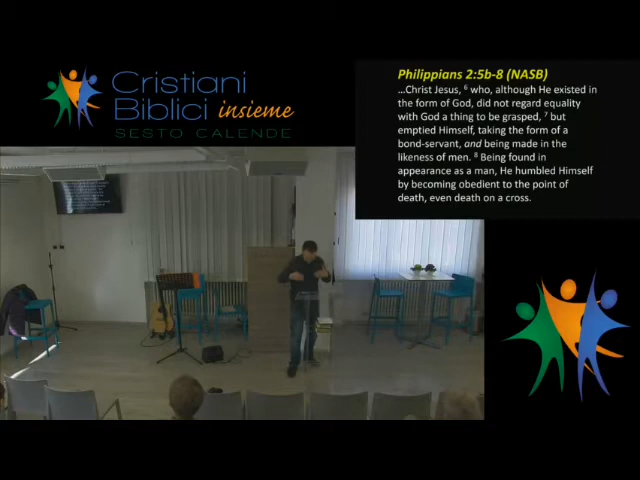 Cristiani
Biblici insieme
SESTO CALENDE
Philippians 2:5b-8 (NASB)
…Christ Jesus, 6 who, although He existed in
the form of God, did not regard equality
with God a thing to be grasped, 7 but
emptied Himself, taking the form of a
bond-servant, and being made in the
likeness of men. 8 Being found in
appearance as a man, He humbled Himself
by becoming obedient to the point of
death, even death on a cross.